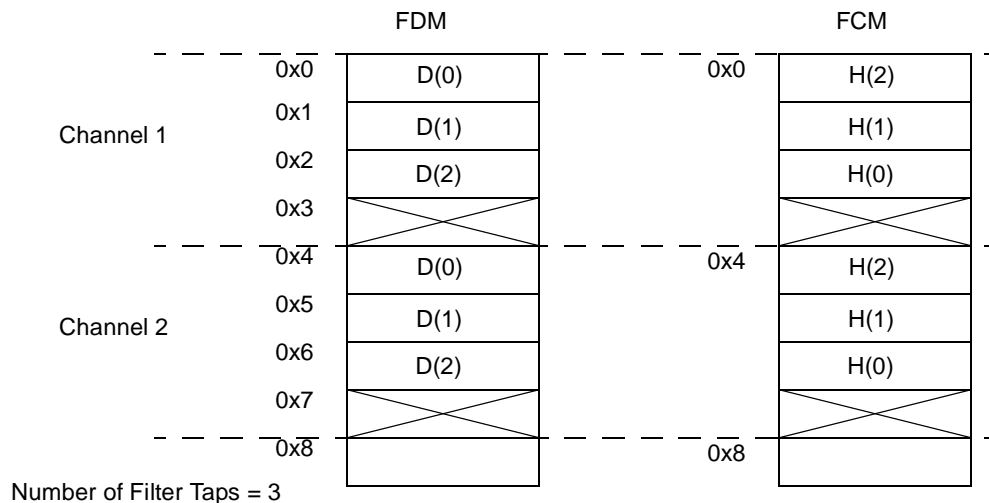 FDM FCM
0x0 D(0) 0x0 H(2)
0x1 D(1) H(1)
Channel 1
0x2 D(2) H(0)
0x3
0x4 D(0) 0x4 H(2)
0x5 D(1) H(1)
Channel 2
0x6 D(2) H(0)
0x7
0x8 0x8
Number of Filter Taps = 3